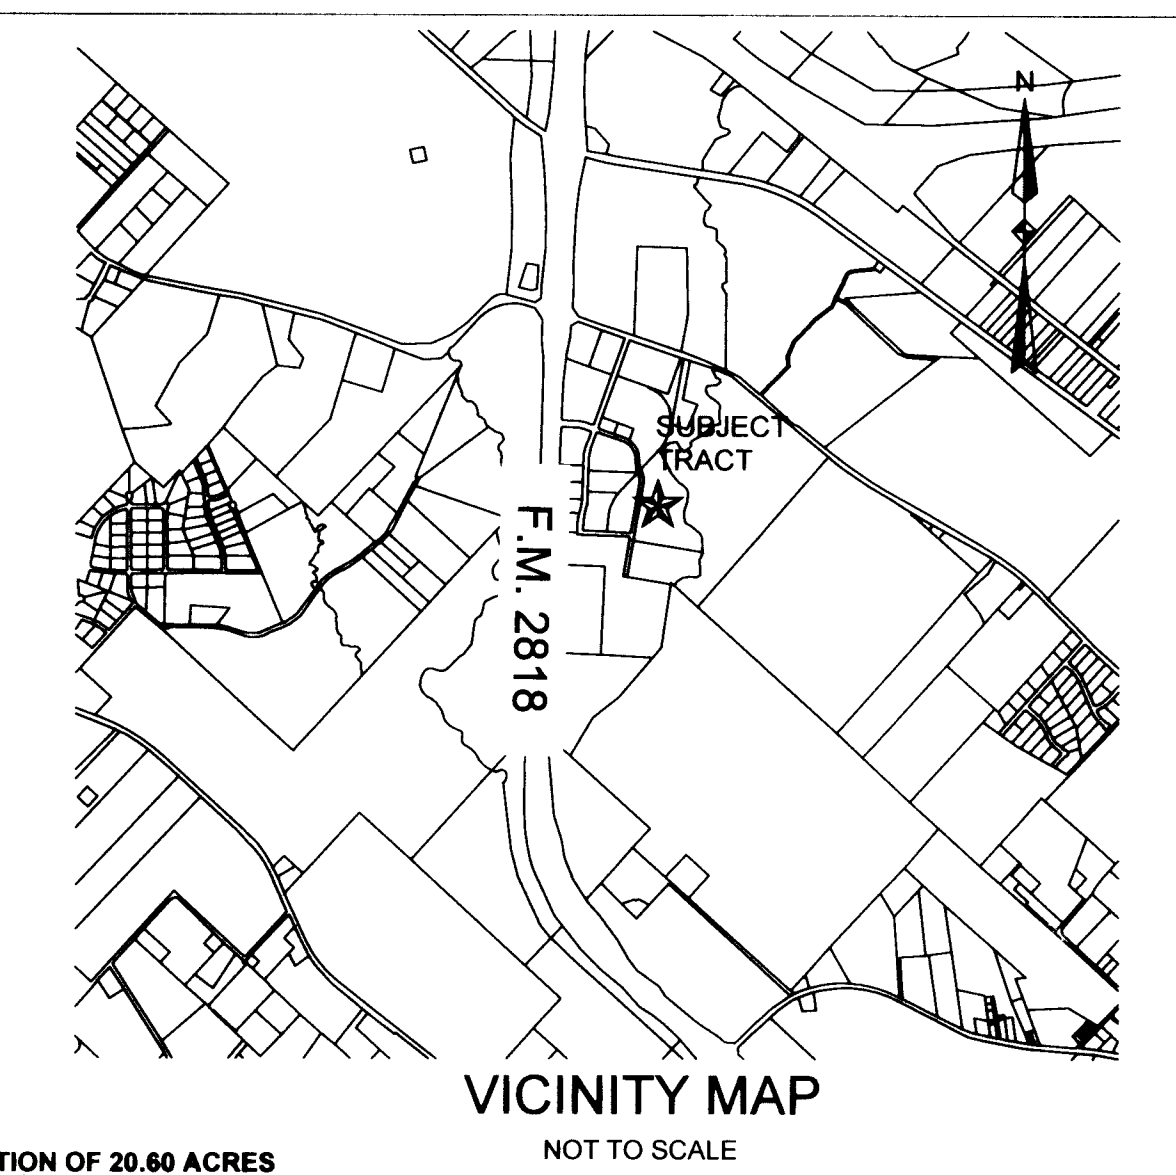 N
SUBJECT
TRACT
F.M. 2818
VICINITY MAP
NOT TO SCALE
TION OF 20.60 ACRES